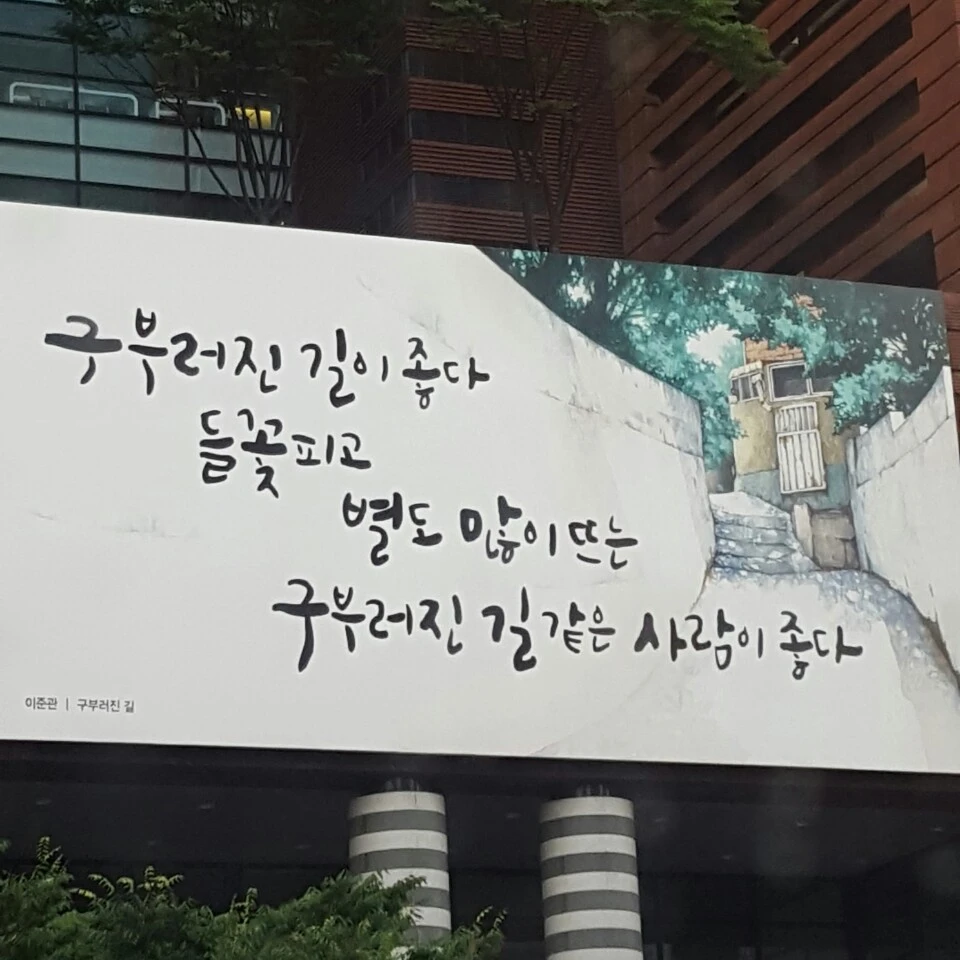 구부러진 길이 좋다
들꽃피고
별도 많이 뜨는
구부러진 길같은 사람이 좋다
이준관 | 구부러진 길